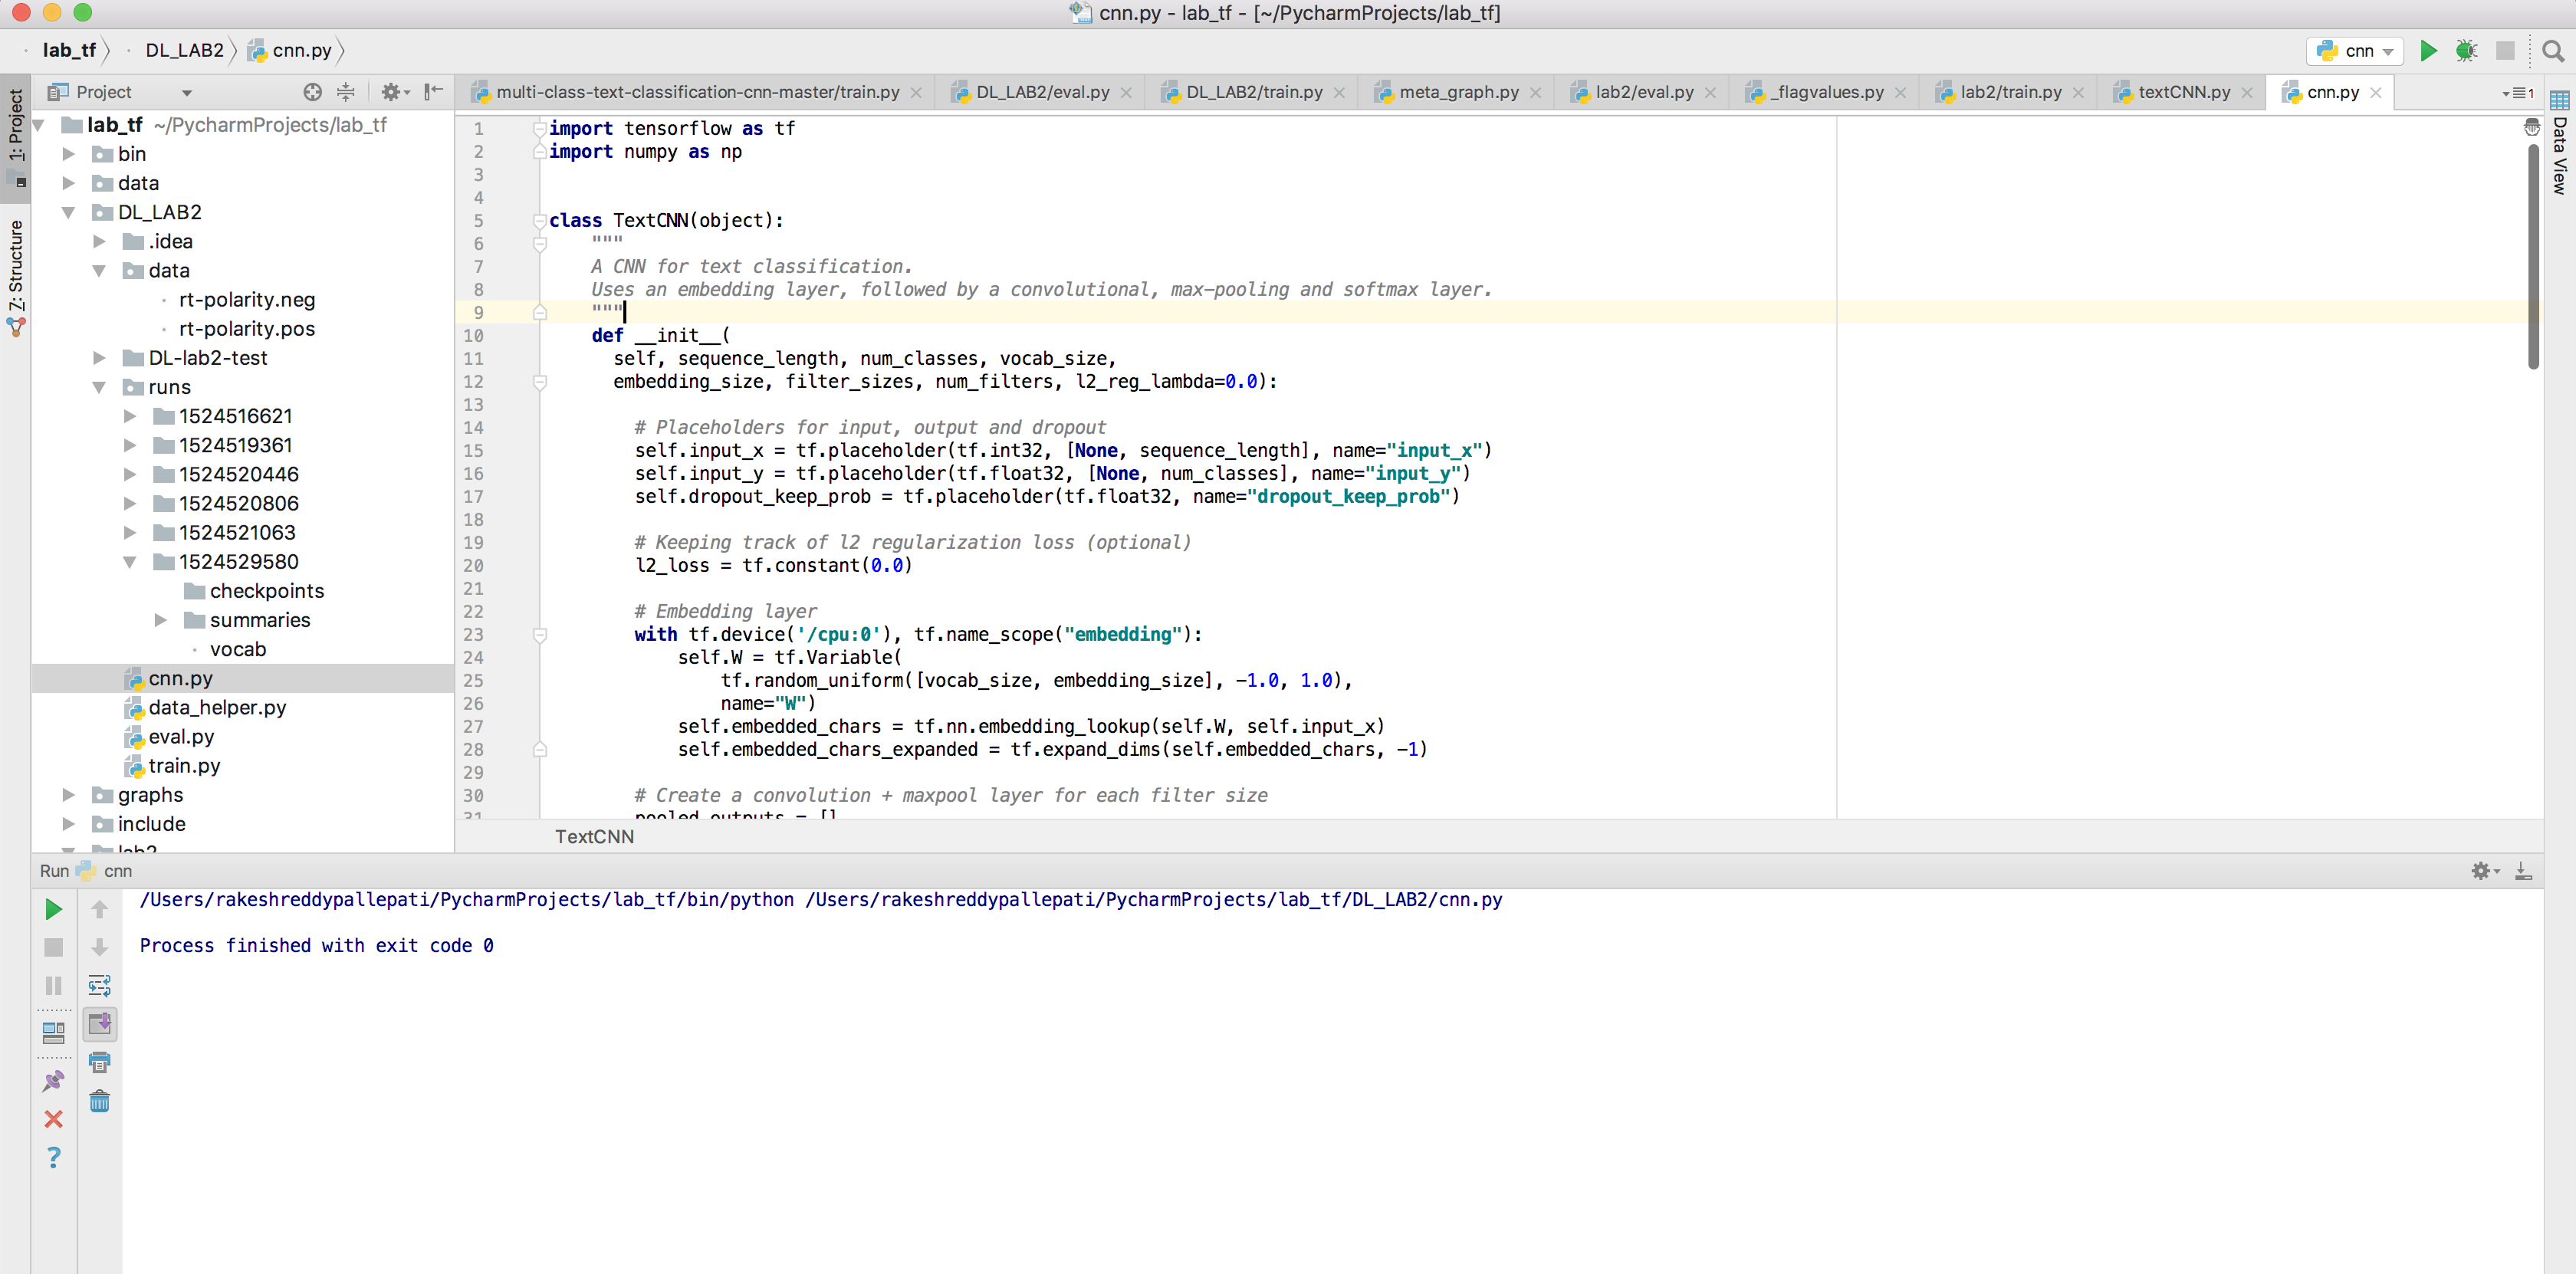 cnn.py - lab_tf - [~/PycharmProjects/lab_tf]
lab_tf DL_LAB2 cnn.py
cnn
1: Project
Z: Structure
Data View
Project
multi-class-text-classification-cnn-master/train.py DL_LAB2/eval.py DL_LAB2/train.py meta_graph.py lab2/eval.py _flagvalues.py lab2/train.py textCNN.py cnn.py
1
lab_tf ~/PycharmProjects/lab_tf
bin
data
DL_LAB2
.idea
data
rt-polarity.neg
rt-polarity.pos
DL-lab2-test
runs
1524516621
1524519361
1524520446
1524520806
1524521063
1524529580
checkpoints
summaries
vocab
cnn.py
data_helper.py
eval.py
train.py
graphs
include
lab2
1 import tensorflow as tf
2 import numpy as np
3
4
5 class TextCNN(object):
6 """
7 A CNN for text classification.
8 Uses an embedding layer, followed by a convolutional, max-pooling and softmax layer.
9 """
10 def __init__(
11 self, sequence_length, num_classes, vocab_size,
12 embedding_size, filter_sizes, num_filters, l2_reg_lambda=0.0):
13
14 # Placeholders for input, output and dropout
15 self.input_x = tf.placeholder(tf.int32, [None, sequence_length], name="input_x")
16 self.input_y = tf.placeholder(tf.float32, [None, num_classes], name="input_y")
17 self.dropout_keep_prob = tf.placeholder(tf.float32, name="dropout_keep_prob")
18
19 # Keeping track of l2 regularization loss (optional)
20 l2_loss = tf.constant(0.0)
21
22 # Embedding layer
23 with tf.device('/cpu:0'), tf.name_scope("embedding"):
24 self.W = tf.Variable(
25 tf.random_uniform([vocab_size, embedding_size], -1.0, 1.0),
26 name="W")
27 self.embedded_chars = tf.nn.embedding_lookup(self.W, self.input_x)
28 self.embedded_chars_expanded = tf.expand_dims(self.embedded_chars, -1)
29
30 # Create a convolution + maxpool layer for each filter size
31 pooled_outputs = []
TextCNN
Run cnn
/Users/rakeshreddypallepati/PycharmProjects/lab_tf/bin/python /Users/rakeshreddypallepati/PycharmProjects/lab_tf/DL_LAB2/cnn.py
Process finished with exit code 0